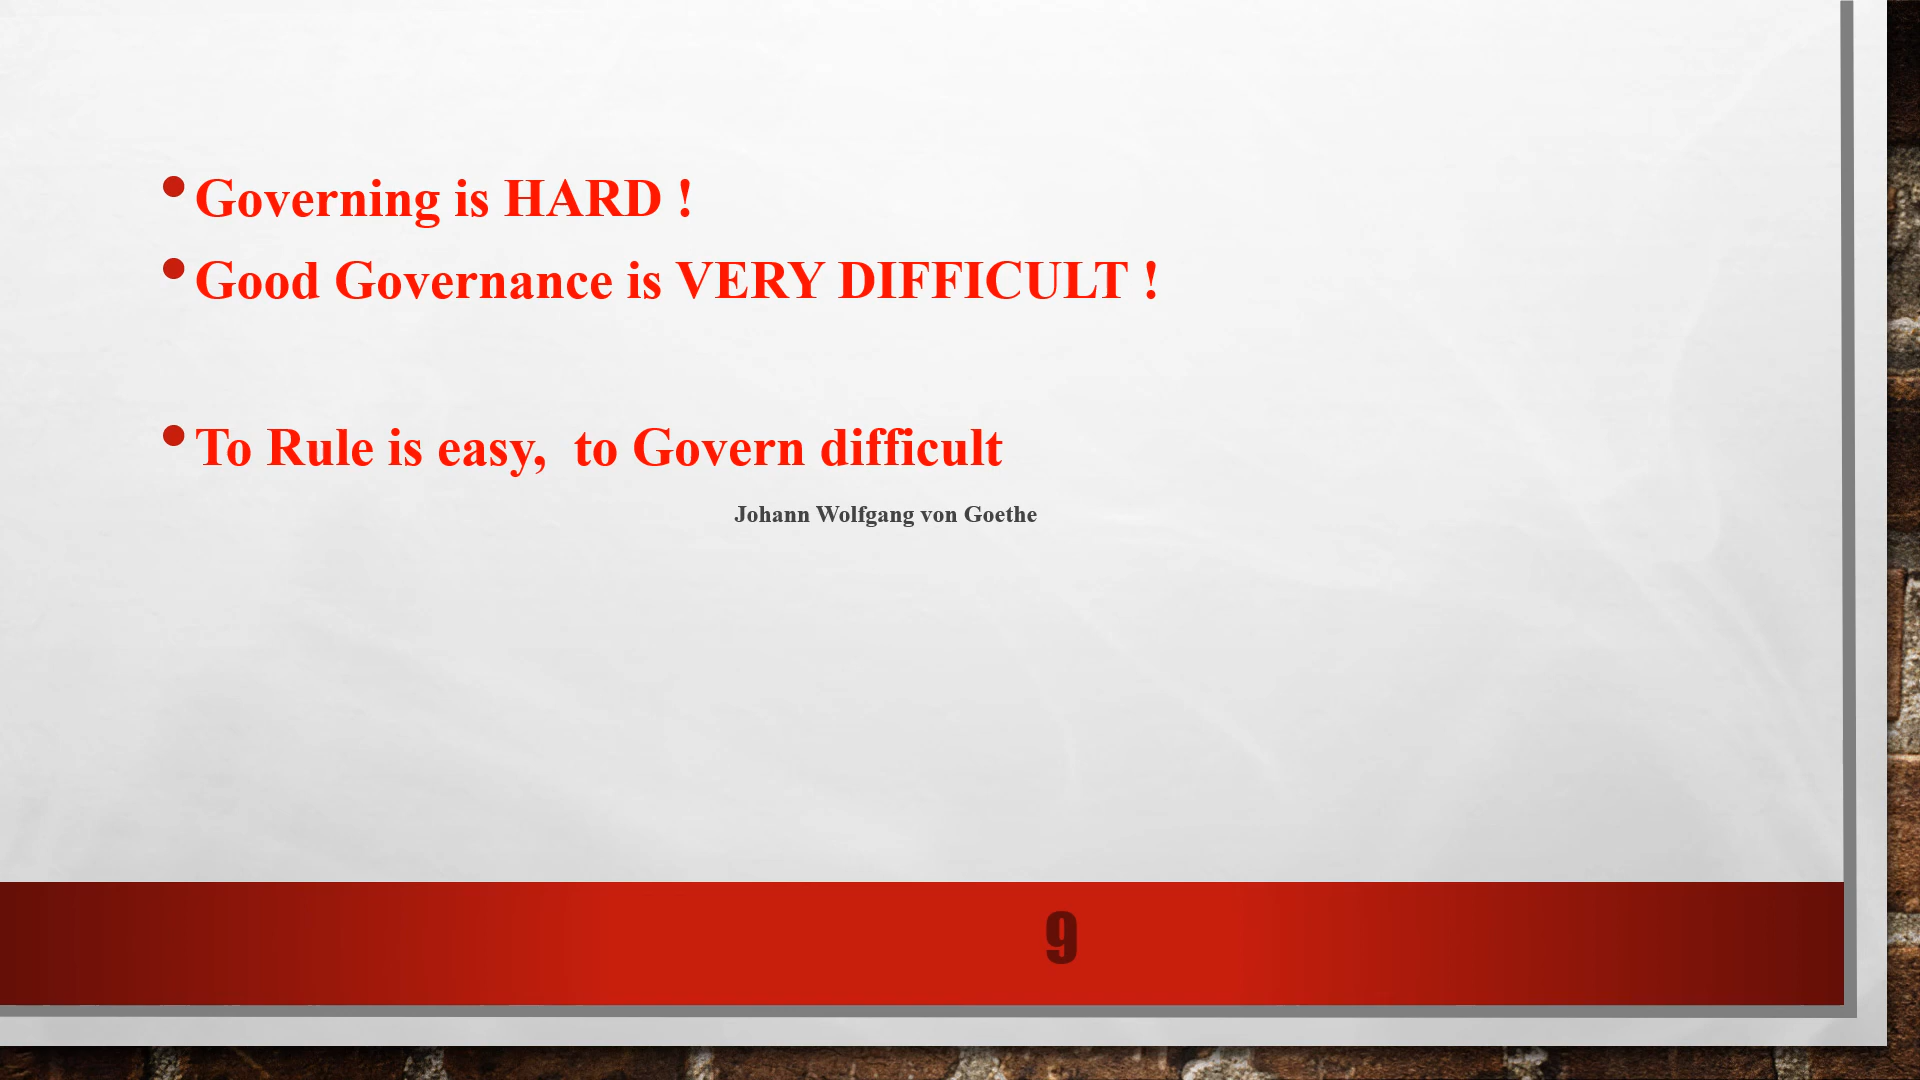 • Governing is HARD !
• Good Governance is VERY DIFFICULT !
• To Rule is easy,  to Govern difficult
Johann Wolfgang von Goethe
9